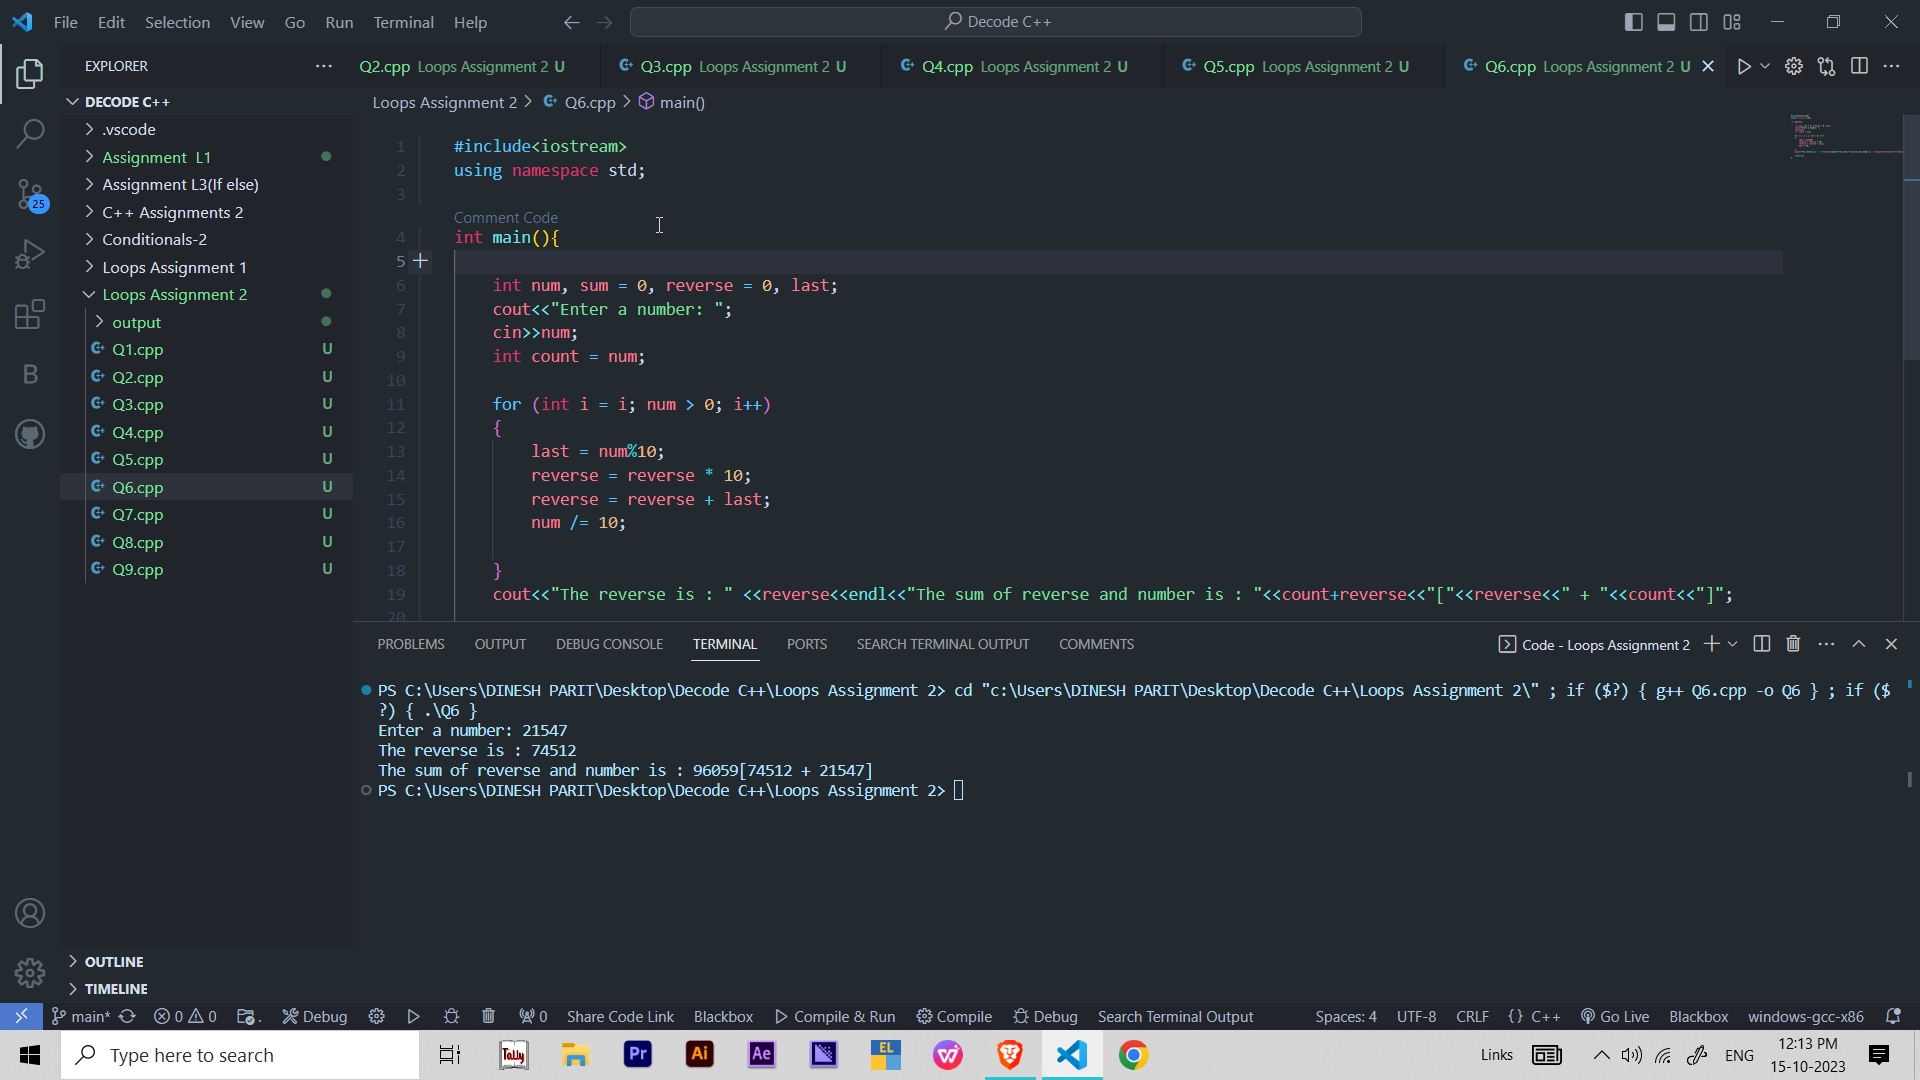 File Edit Selection View Go Run Terminal Help
Decode C++
EXPLORER
Q2.cpp Loops Assignment 2 U
Q3.cpp Loops Assignment 2 U
Q4.cpp Loops Assignment 2 U
Q5.cpp Loops Assignment 2 U
Q6.cpp Loops Assignment 2 U
Loops Assignment 2 > Q6.cpp > main()
25
B
DECODE C++
.vscode
Assignment L1
Assignment L3(If else)
C++ Assignments 2
Conditionals-2
Loops Assignment 1
Loops Assignment 2
output
Q1.cpp U
Q2.cpp U
Q3.cpp U
Q4.cpp U
Q5.cpp U
Q6.cpp U
Q7.cpp U
Q8.cpp U
Q9.cpp U
OUTLINE
TIMELINE
1 #include<iostream>
2 using namespace std;
3
Comment Code
4 int main(){
5
6 int num, sum = 0, reverse = 0, last;
7 cout<<"Enter a number: ";
8 cin>>num;
9 int count = num;
10
11 for (int i = i; num > 0; i++)
12 {
13 last = num%10;
14 reverse = reverse * 10;
15 reverse = reverse + last;
16 num /= 10;
17
18 }
19 cout<<"The reverse is : " <<reverse<<endl<<"The sum of reverse and number is : "<<count+reverse<<"["<<reverse<<" + "<<count<<"]";
20
PROBLEMS OUTPUT DEBUG CONSOLE TERMINAL PORTS SEARCH TERMINAL OUTPUT COMMENTS
Code - Loops Assignment 2
PS C:\Users\DINESH PARIT\Desktop\Decode C++\Loops Assignment 2> cd "c:\Users\DINESH PARIT\Desktop\Decode C++\Loops Assignment 2\" ; if ($?) { g++ Q6.cpp -o Q6 } ; if ($
?) { .\Q6 }
Enter a number: 21547
The reverse is : 74512
The sum of reverse and number is : 96059[74512 + 21547]
PS C:\Users\DINESH PARIT\Desktop\Decode C++\Loops Assignment 2>
main* 0 0 . Debug 0 Share Code Link Blackbox Compile & Run Compile Debug Search Terminal Output Spaces: 4 UTF-8 CRLF {} C++ Go Live Blackbox windows-gcc-x86
Type here to search
Tally
Pr
Ai
Ae
EL
Links
ENG
12:13 PM
15-10-2023